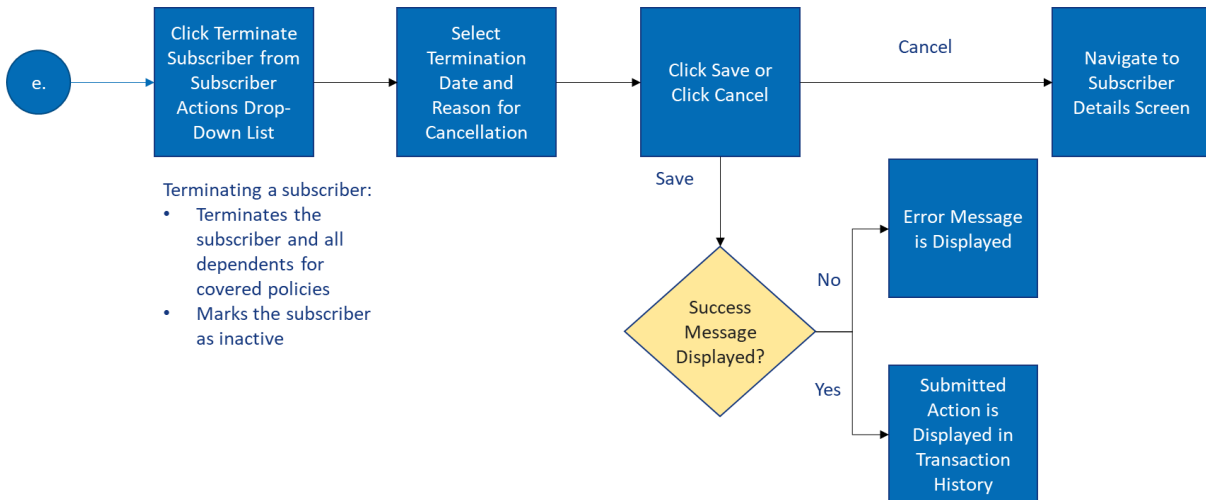 e.
Click Terminate
Subscriber from
Subscriber
Actions Drop-
Down List
Select
Termination
Date and
Reason for
Cancellation
Click Save or
Click Cancel
Cancel
Navigate to
Subscriber
Details Screen
Terminating a subscriber:
• Terminates the
subscriber and all
dependents for
covered policies
• Marks the subscriber
as inactive
Save
Success
Message
Displayed?
No
Error Message
is Displayed
Yes
Submitted
Action is
Displayed in
Transaction
History